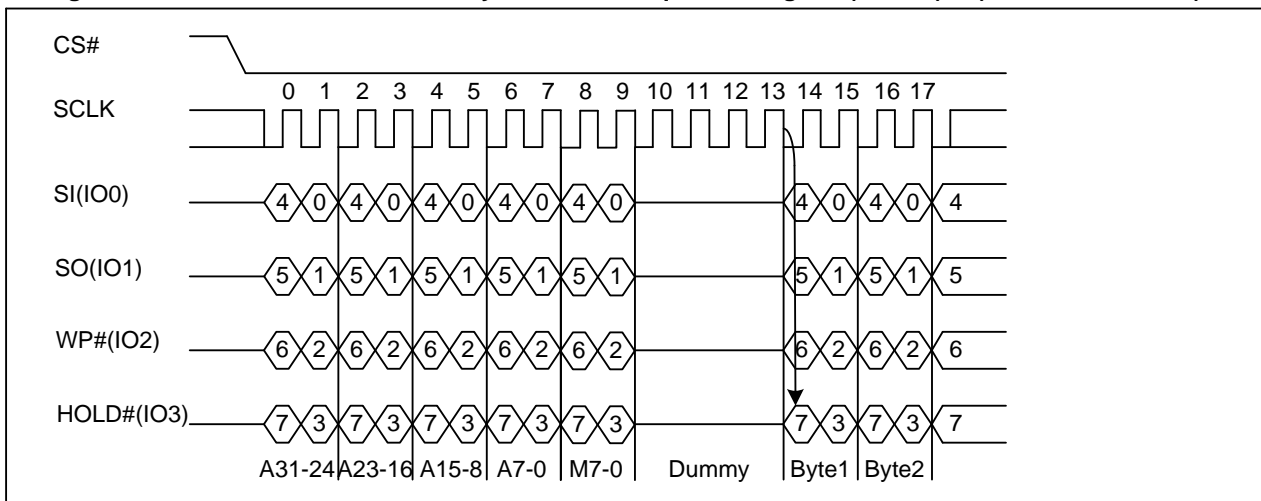 CS#
0 1 2 3 4 5 6 7 8 9 10 11 12 13 14 15 16 17
SCLK
SI(IO0) 4 0 4 0 4 0 4 0 4 0 4 0 4 0 4
SO(IO1) 5 1 5 1 5 1 5 1 5 1 5 1 5 1 5
WP#(IO2) 6 2 6 2 6 2 6 2 6 2 6 2 6 2 6
HOLD#(IO3) 7 3 7 3 7 3 7 3 7 3 7 3 7 3 7
A31-24 A23-16 A15-8 A7-0 M7-0 Dummy Byte1 Byte2